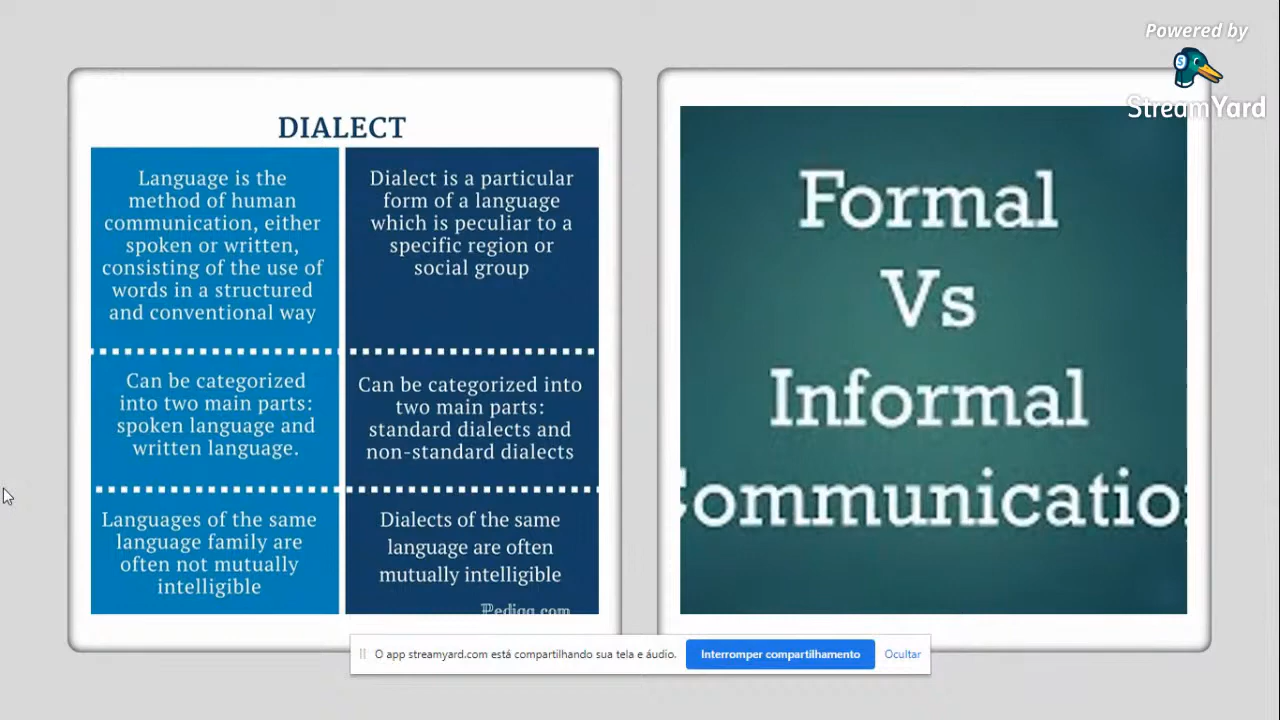 Powered by
StreamYard
DIALECT
Language is the
method of human
communication, either
spoken or written,
consisting of the use of
words in a structured
and conventional way
Dialect is a particular
form of a language
which is peculiar to a
specific region or
social group
Can be categorized
into two main parts:
spoken language and
written language.
Can be categorized into
two main parts:
standard dialects and
non-standard dialects
Languages of the same
language family are
often not mutually
intelligible
Dialects of the same
language are often
mutually intelligible
Pediaa.com
Formal
Vs
Informal
Communication
O app streamyard.com está compartilhando sua tela e áudio.
Interromper compartilhamento
Ocultar